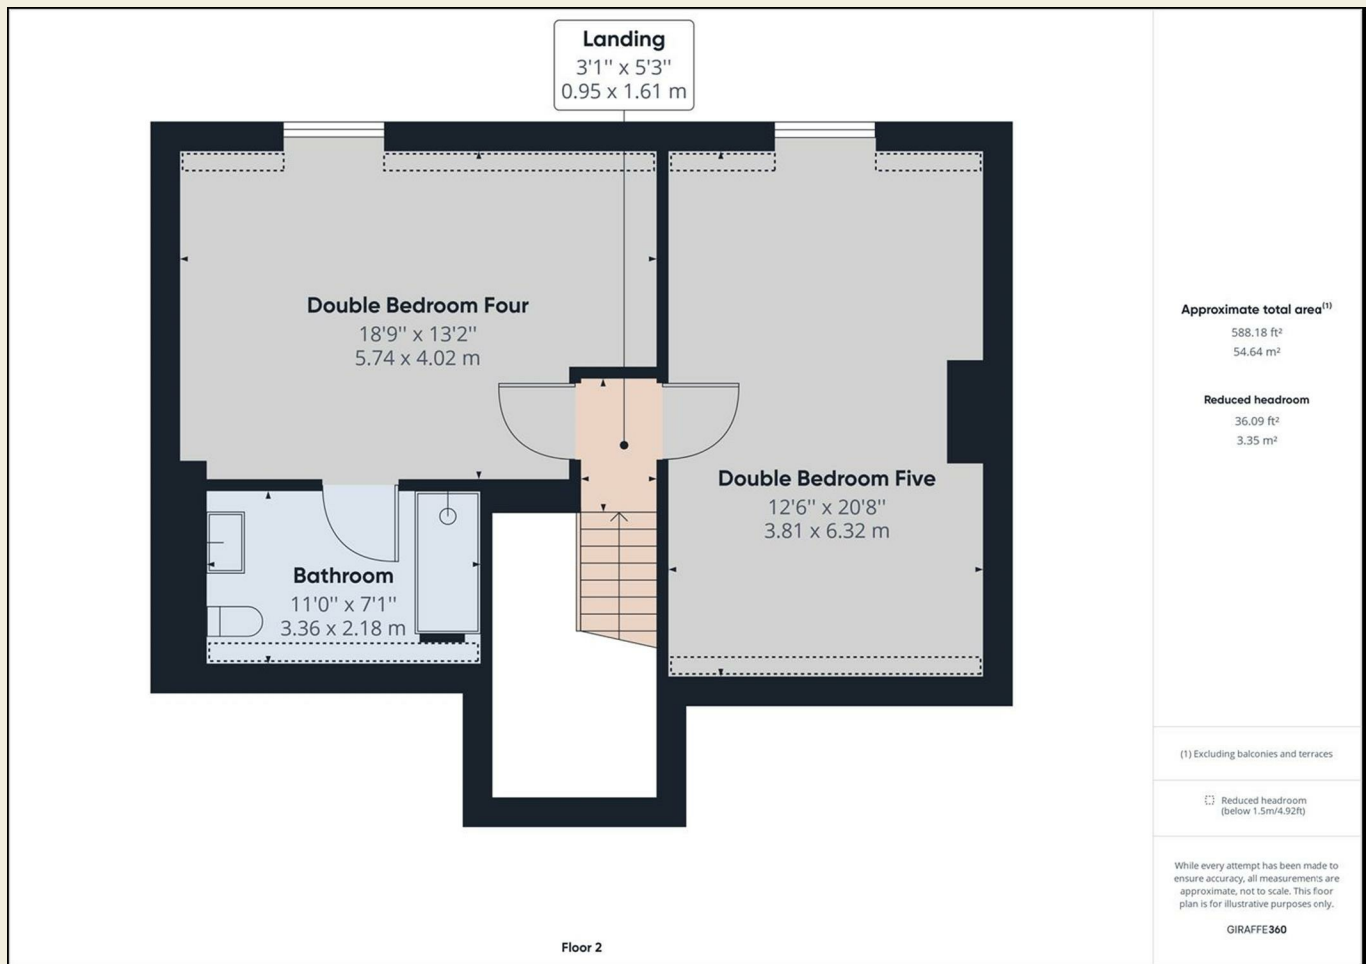 Landing
3'1'' x 5'3''
0.95 x 1.61 m
Double Bedroom Four
18'9'' x 13'2''
5.74 x 4.02 m
Double Bedroom Five
12'6'' x 20'8''
3.81 x 6.32 m
Bathroom
11'0'' x 7'1''
3.36 x 2.18 m
Floor 2
Approximate total area(1)
588.18 ft²
54.64 m²
Reduced headroom
36.09 ft²
3.35 m²
(1) Excluding balconies and terraces
Reduced headroom
(below 1.5m/4.92ft)
While every attempt has been made to
ensure accuracy, all measurements are
approximate, not to scale. This floor
plan is for illustrative purposes only.
GIRAFFE360